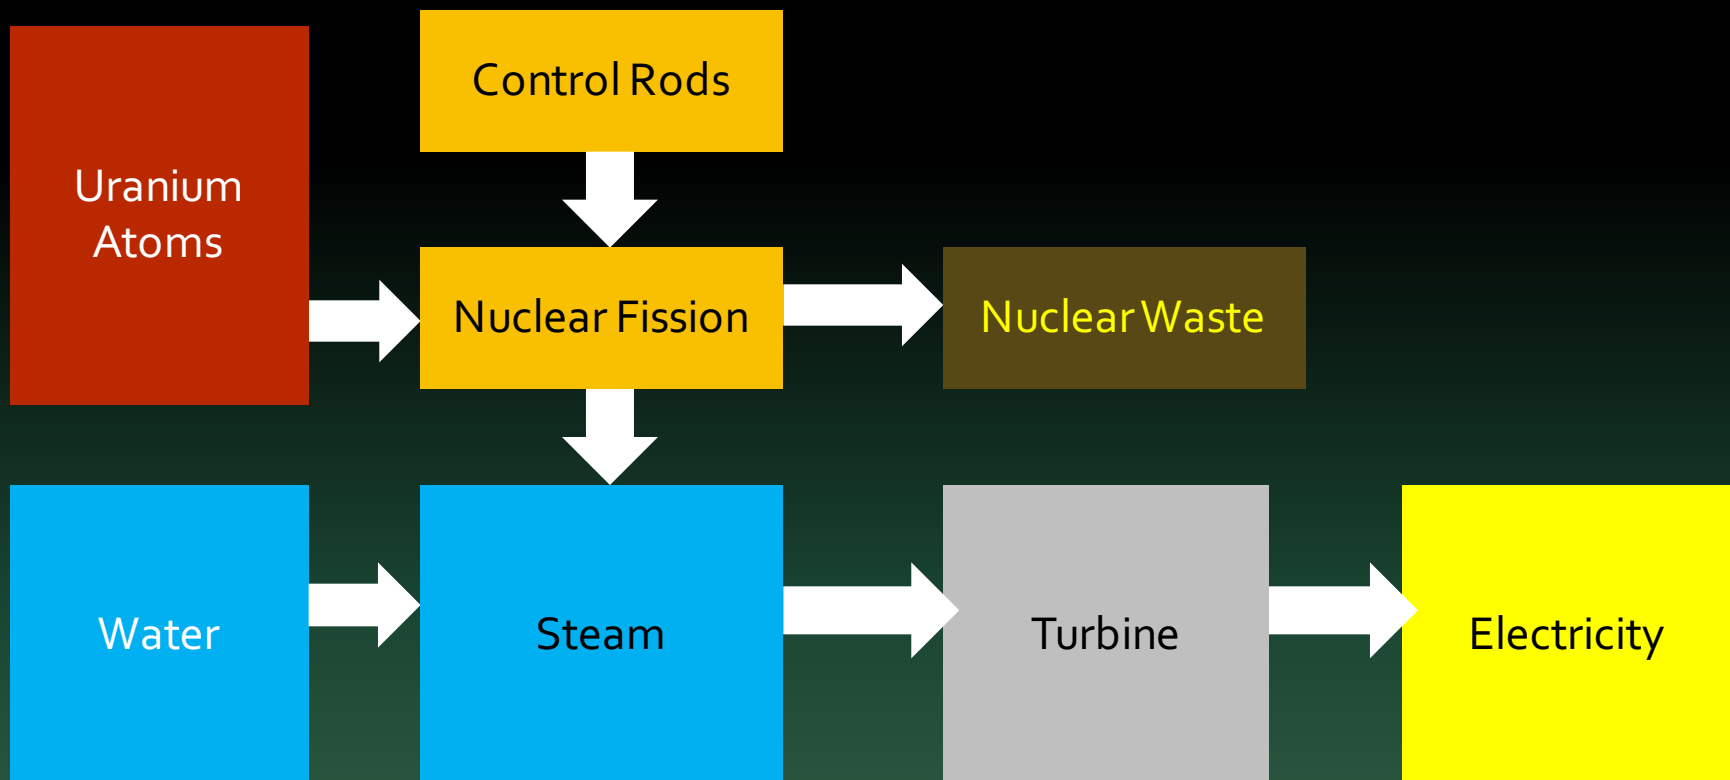 Control Rods
Uranium
Atoms
Nuclear Fission
Nuclear Waste
Water
Steam
Turbine
Electricity